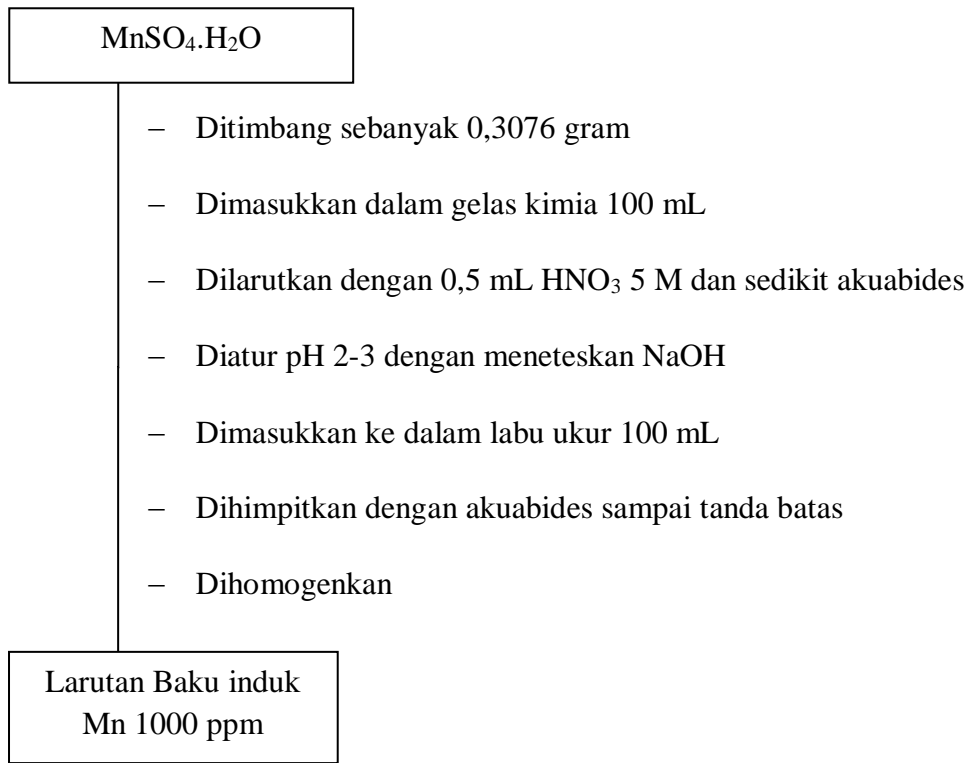 MnSO₄.H₂O
– Ditimbang sebanyak 0,3076 gram
– Dimasukkan dalam gelas kimia 100 mL
– Dilarutkan dengan 0,5 mL HNO₃ 5 M dan sedikit akuabides
– Diatur pH 2-3 dengan meneteskan NaOH
– Dimasukkan ke dalam labu ukur 100 mL
– Dihimpitkan dengan akuabides sampai tanda batas
– Dihomogenkan
Larutan Baku induk
Mn 1000 ppm